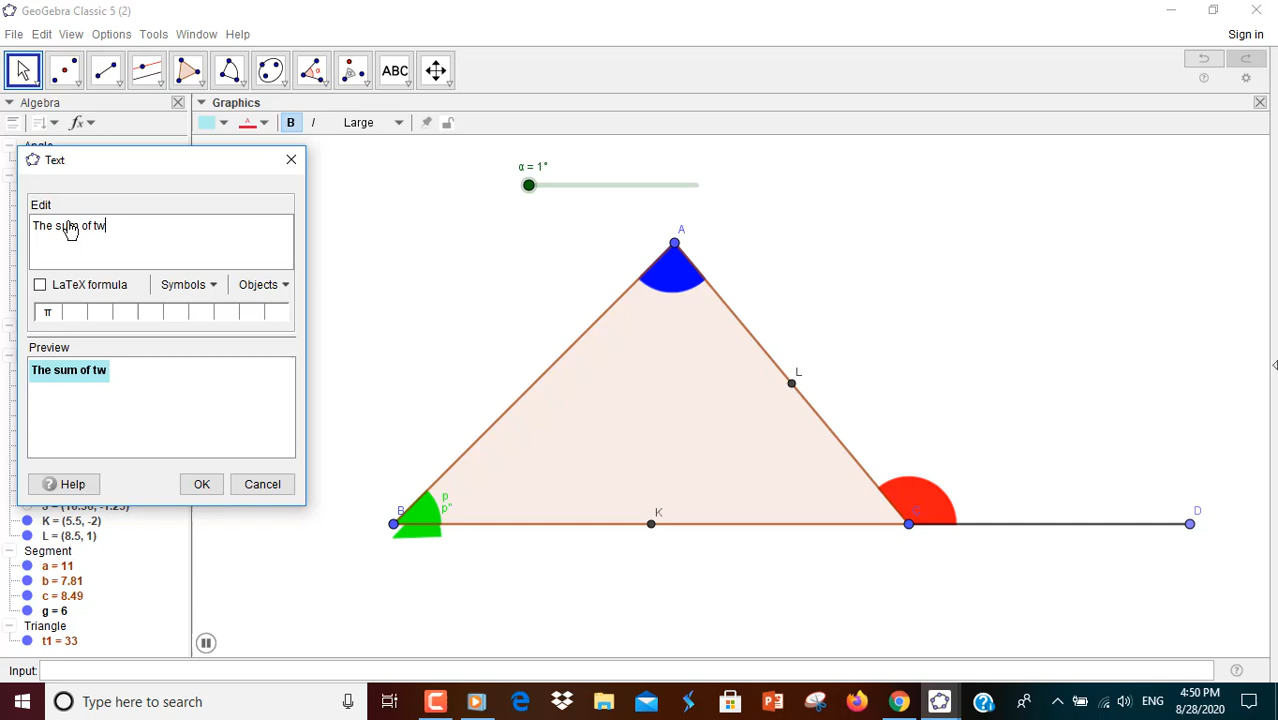 GeoGebra Classic 5 (2)
File Edit View Options Tools Window Help
Sign in
ABC
Algebra
Graphics
fx
B I Large
A
Text
Edit
The sum of tw
LaTeX formula
Symbols
Objects
π
Preview
The sum of tw
? Help
OK
Cancel
K = (5.5, -2)
L = (8.5, 1)
Segment
a = 11
b = 7.81
c = 8.49
g = 6
Triangle
t1 = 33
α = 1°
A
L
p
p"
B
K
D
Input:
Type here to search
ENG
4:50 PM
8/28/2020